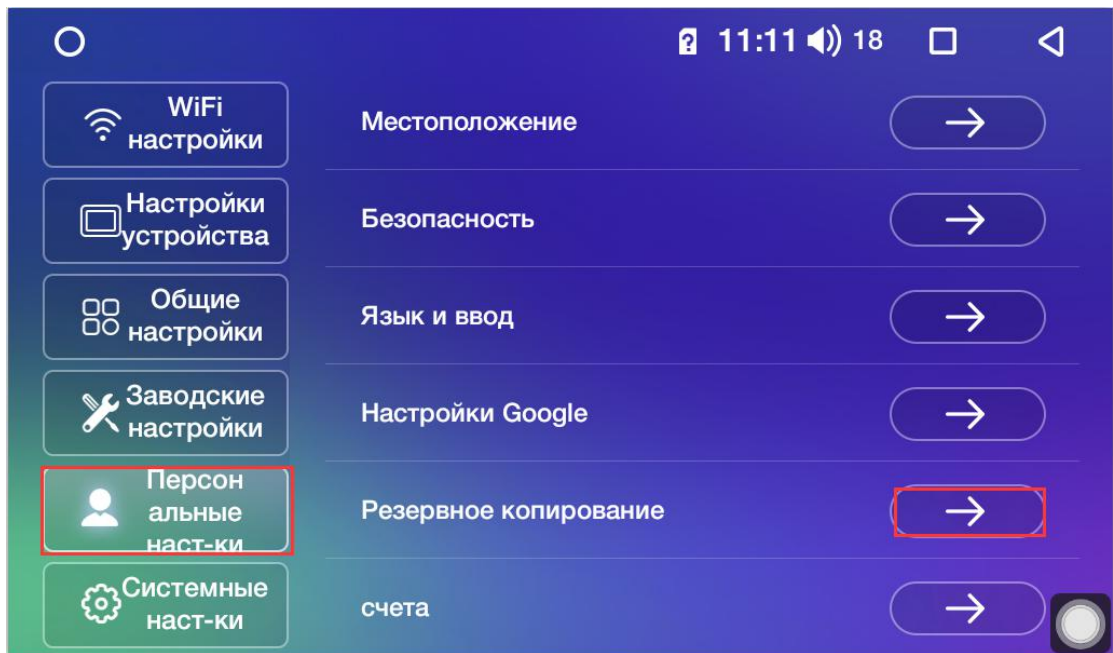 11:11 18
WiFi
настройки
Настройки
устройства
Общие
настройки
Заводские
настройки
Персон
альные
наст-ки
Системные
наст-ки
Местоположение
Безопасность
Язык и ввод
Настройки Google
Резервное копирование
счета